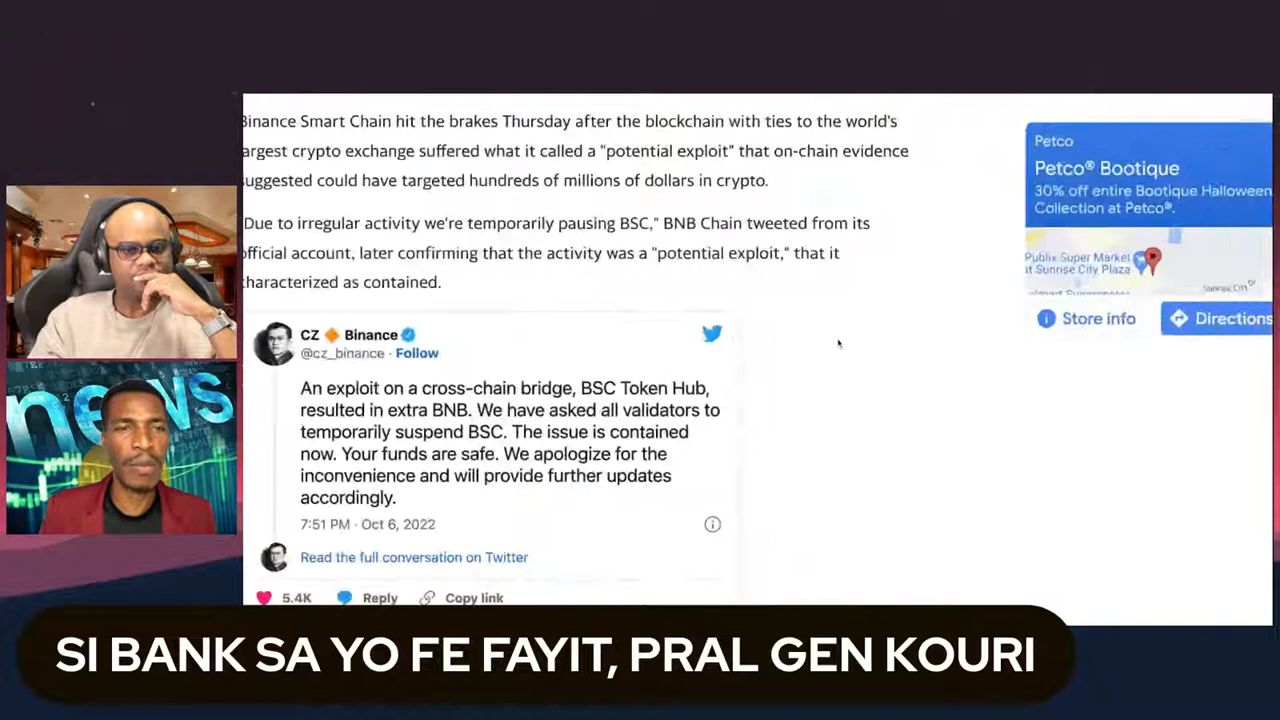 Binance Smart Chain hit the brakes Thursday after the blockchain with ties to the world's
largest crypto exchange suffered what it called a "potential exploit" that on-chain evidence
suggested could have targeted hundreds of millions of dollars in crypto.
"Due to irregular activity we're temporarily pausing BSC," BNB Chain tweeted from its
official account, later confirming that the activity was a "potential exploit," that it
characterized as contained.
CZ 🔶 Binance
@cz_binance · Follow
An exploit on a cross-chain bridge, BSC Token Hub,
resulted in extra BNB. We have asked all validators to
temporarily suspend BSC. The issue is contained
now. Your funds are safe. We apologize for the
inconvenience and will provide further updates
accordingly.
7:51 PM · Oct 6, 2022
Read the full conversation on Twitter
5.4K Reply Copy link
Petco
Petco® Bootique
30% off entire Bootique Halloween
Collection at Petco®.
Publix Super Market
at Sunrise City Plaza
Sunrise City
Store info
Directions
news
SI BANK SA YO FE FAYIT, PRAL GEN KOURI